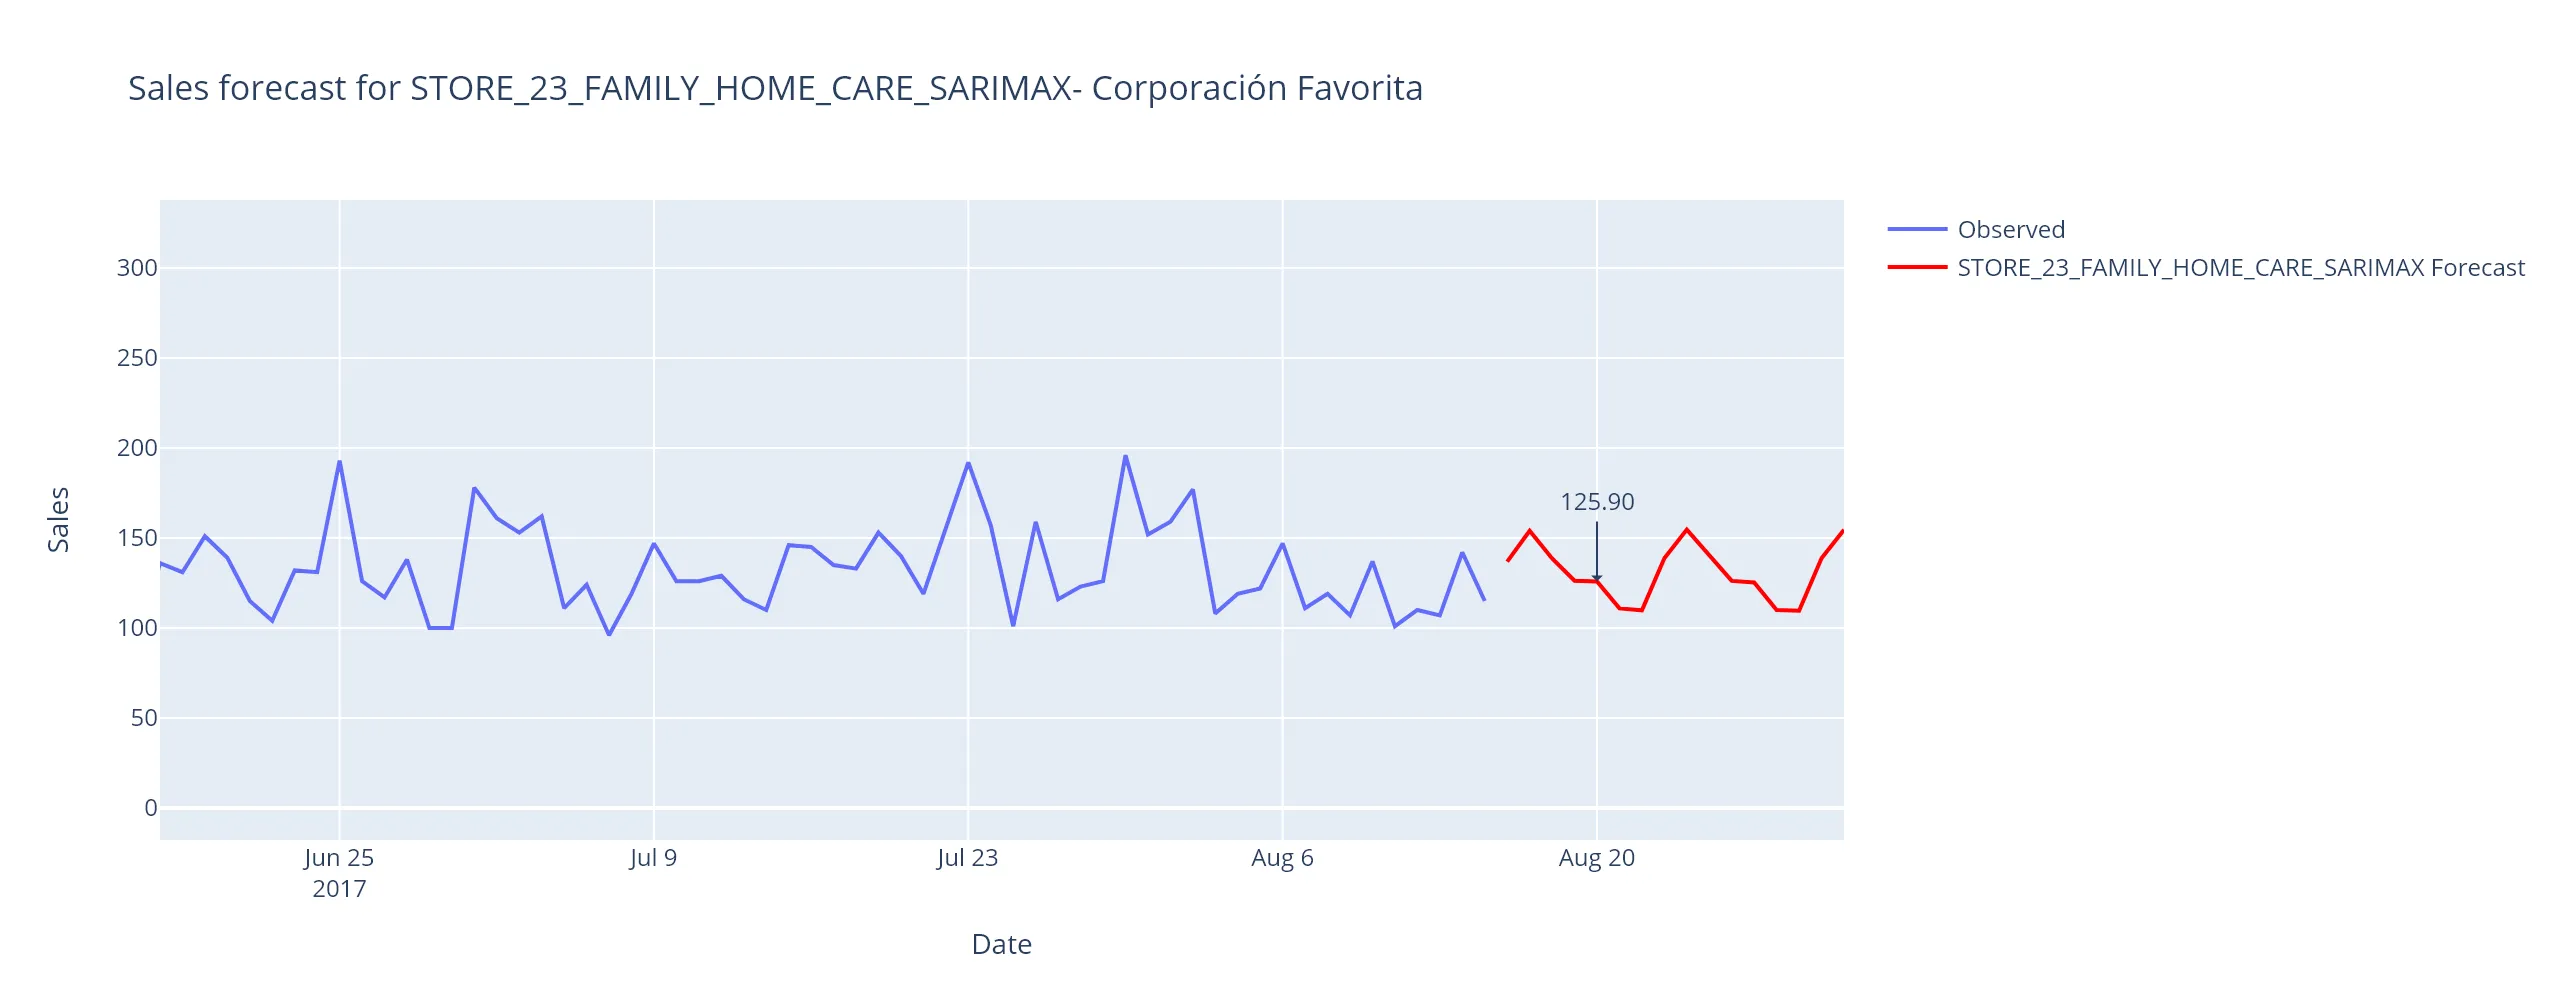 Sales forecast for STORE_23_FAMILY_HOME_CARE_SARIMAX- Corporación Favorita
Observed
STORE_23_FAMILY_HOME_CARE_SARIMAX Forecast
300
250
200
150
100
50
0
Sales
125.90
Jun 25
2017
Jul 9
Jul 23
Aug 6
Aug 20
Date